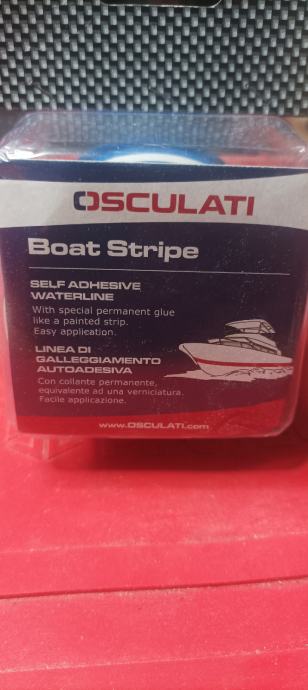 OSCULATI
Boat Stripe
SELF ADHESIVE
WATERLINE
With special permanent glue
like a painted strip.
Easy application.
LINEA DI
GALLEGGIAMENTO
AUTOADESIVA
Con collante permanente,
equivalente ad una verniciatura.
Facile applicazione.
www.OSCULATI.com